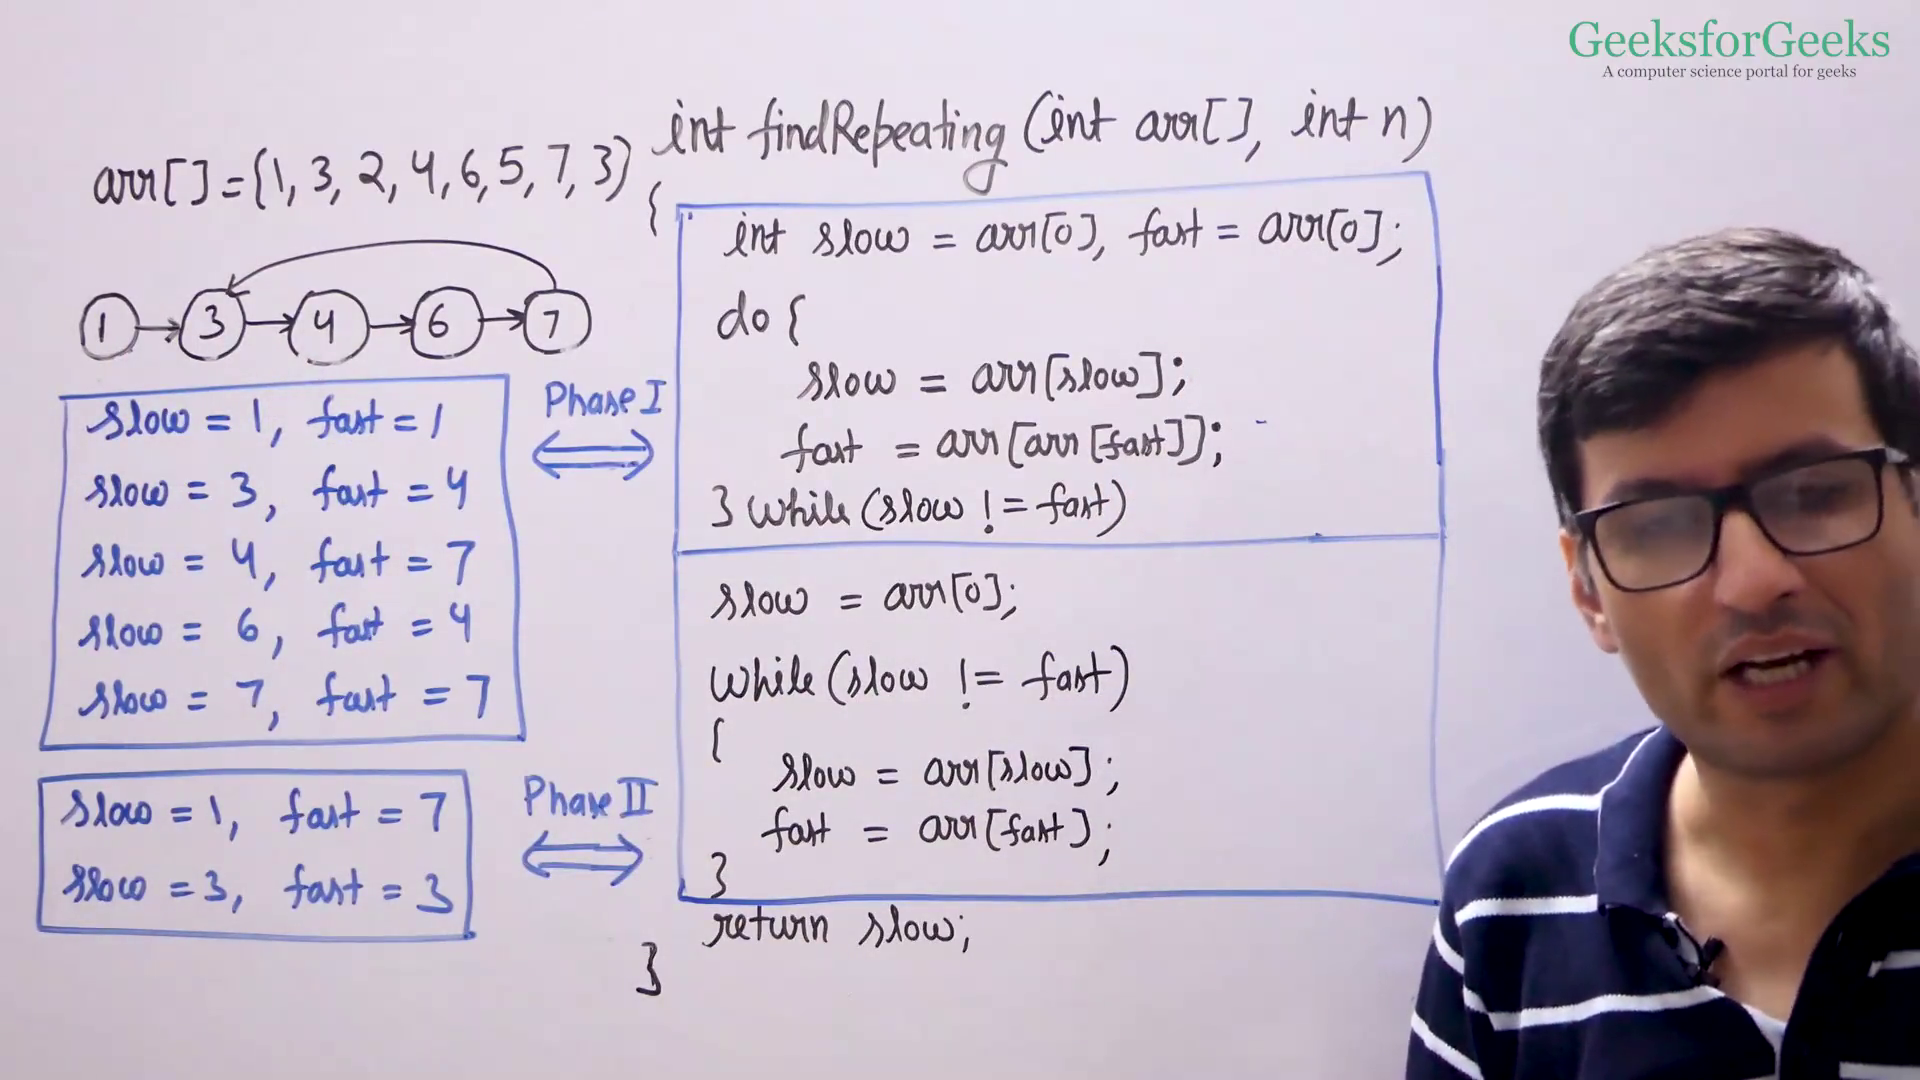 GeeksforGeeks
A computer science portal for geeks
arr[] = {1, 3, 2, 4, 6, 5, 7, 3}
1 3 4 6 7
slow = 1, fast = 1
slow = 3, fast = 4
slow = 4, fast = 7
slow = 6, fast = 4
slow = 7, fast = 7
Phase I
slow = 1, fast = 7
slow = 3, fast = 3
Phase II
int findRepeating (int arr[], int n)
{
int slow = arr[0], fast = arr[0];
do {
slow = arr[slow];
fast = arr[arr[fast]];
} while (slow != fast)
slow = arr[0];
while (slow != fast)
{
slow = arr[slow];
fast = arr[fast];
}
return slow;
}